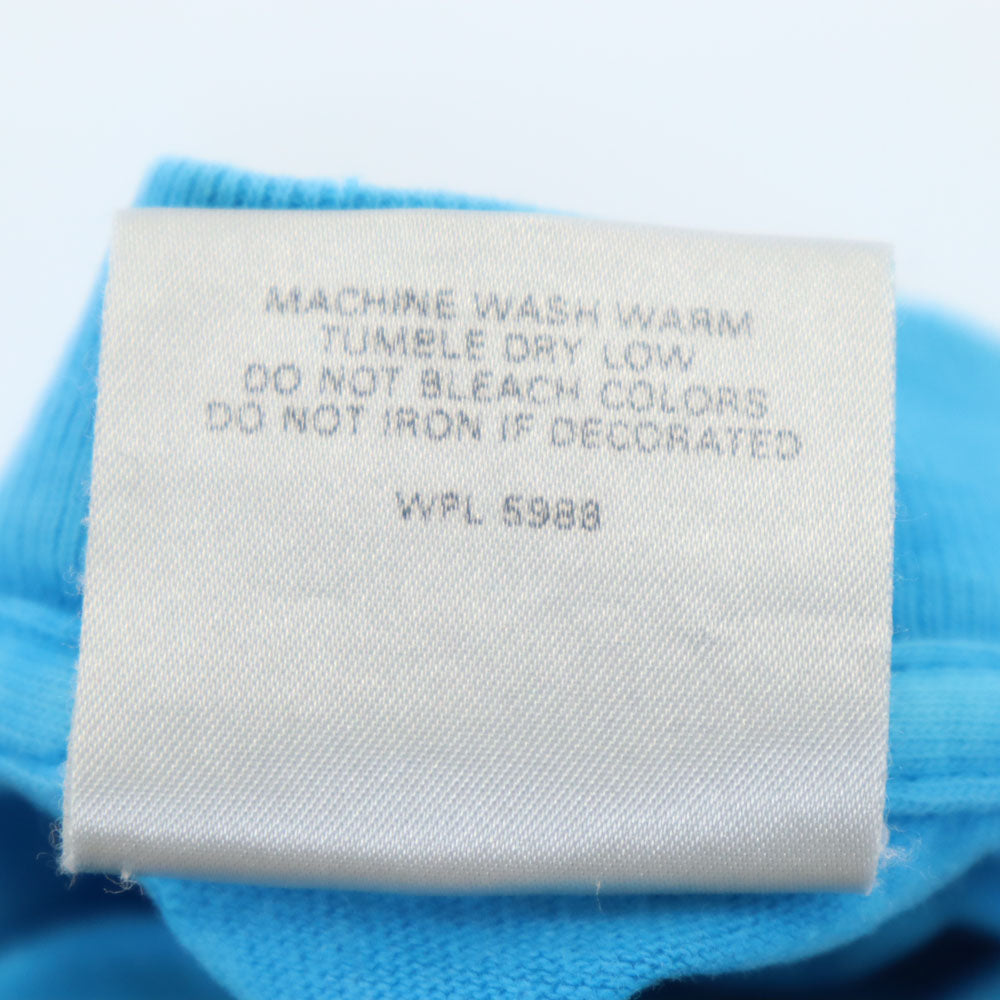 MACHINE WASH WARM
TUMBLE DRY LOW
DO NOT BLEACH COLORS
DO NOT IRON IF DECORATED
WPL 5988